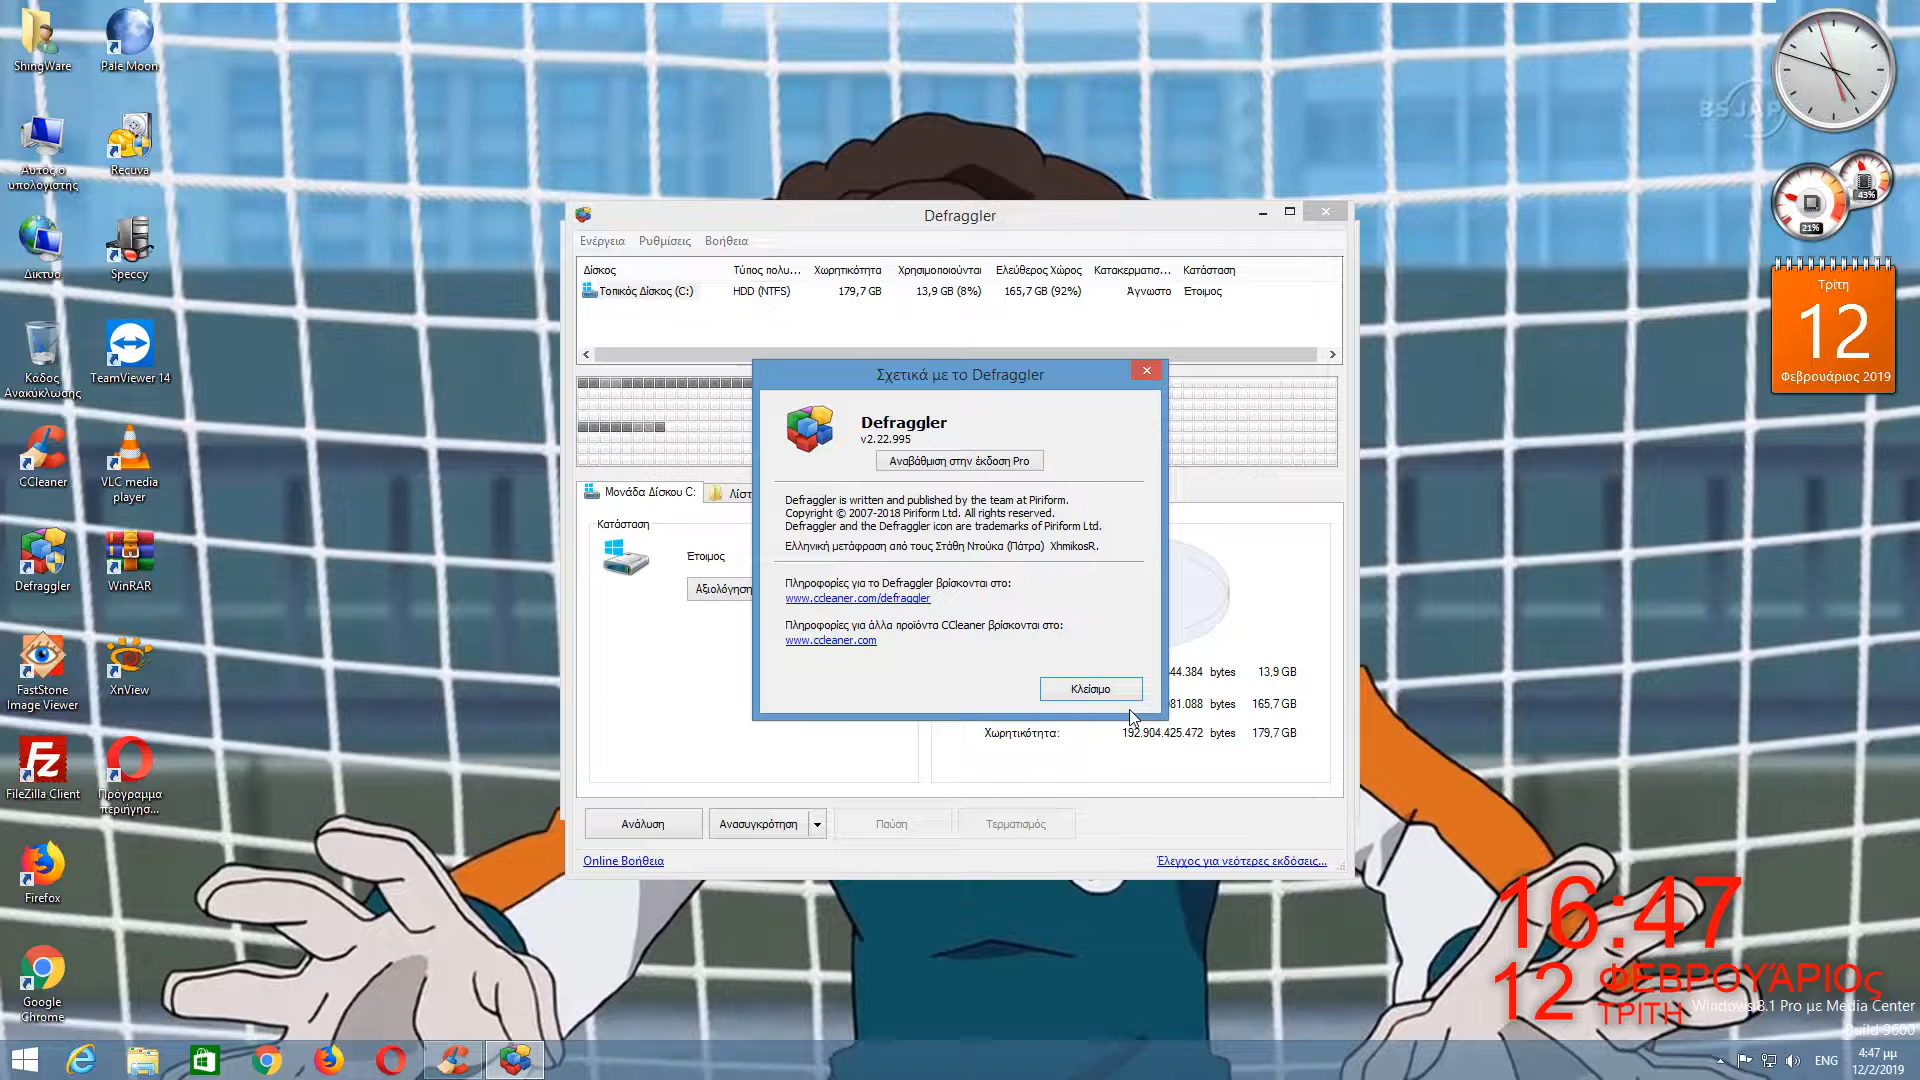 ShingWare
Pale Moon
Αυτός ο
υπολογιστής
Recuva
Δίκτυο
Speccy
Κάδος
Ανακύκλωσης
TeamViewer 14
CCleaner
VLC media
player
Defraggler
WinRAR
FastStone
Image Viewer
XnView
FileZilla Client
Πρόγραμμα
περιήγησ...
Firefox
Google
Chrome
Defraggler
Ενέργεια Ρυθμίσεις Βοήθεια
Δίσκος Τύπος πολυ... Χωρητικότητα Χρησιμοποιούνται Ελεύθερος Χώρος Κατακερματισ... Κατάσταση
Τοπικός Δίσκος (C:) HDD (NTFS) 179,7 GB 13,9 GB (8%) 165,7 GB (92%) Άγνωστο Έτοιμος
Μονάδα Δίσκου C: Λίστ
Κατάσταση
Έτοιμος
Αξιολόγηση
44.384 bytes 13,9 GB
81.088 bytes 165,7 GB
Χωρητικότητα: 192.904.425.472 bytes 179,7 GB
Ανάλυση Ανασυγκρότηση Παύση Τερματισμός
Online Βοήθεια Έλεγχος για νεότερες εκδόσεις...
Σχετικά με το Defraggler
Defraggler
v2.22.995
Αναβάθμιση στην έκδοση Pro
Defraggler is written and published by the team at Piriform.
Copyright © 2007-2018 Piriform Ltd. All rights reserved.
Defraggler and the Defraggler icon are trademarks of Piriform Ltd.
Ελληνική μετάφραση από τους Στάθη Ντούκα (Πάτρα) XhmikosR.
Πληροφορίες για το Defraggler βρίσκονται στο:
www.ccleaner.com/defraggler
Πληροφορίες για άλλα προϊόντα CCleaner βρίσκονται στο:
www.ccleaner.com
Κλείσιμο
BSJAP
43%
21%
Τρίτη
12
Φεβρουάριος 2019
16:47
12 ΦΕΒΡΟΥΆΡΙΟς
ΤΡΙΤΗ
Windows 8.1 Pro με Media Center
Build 9600
ENG
4:47 μμ
12/2/2019